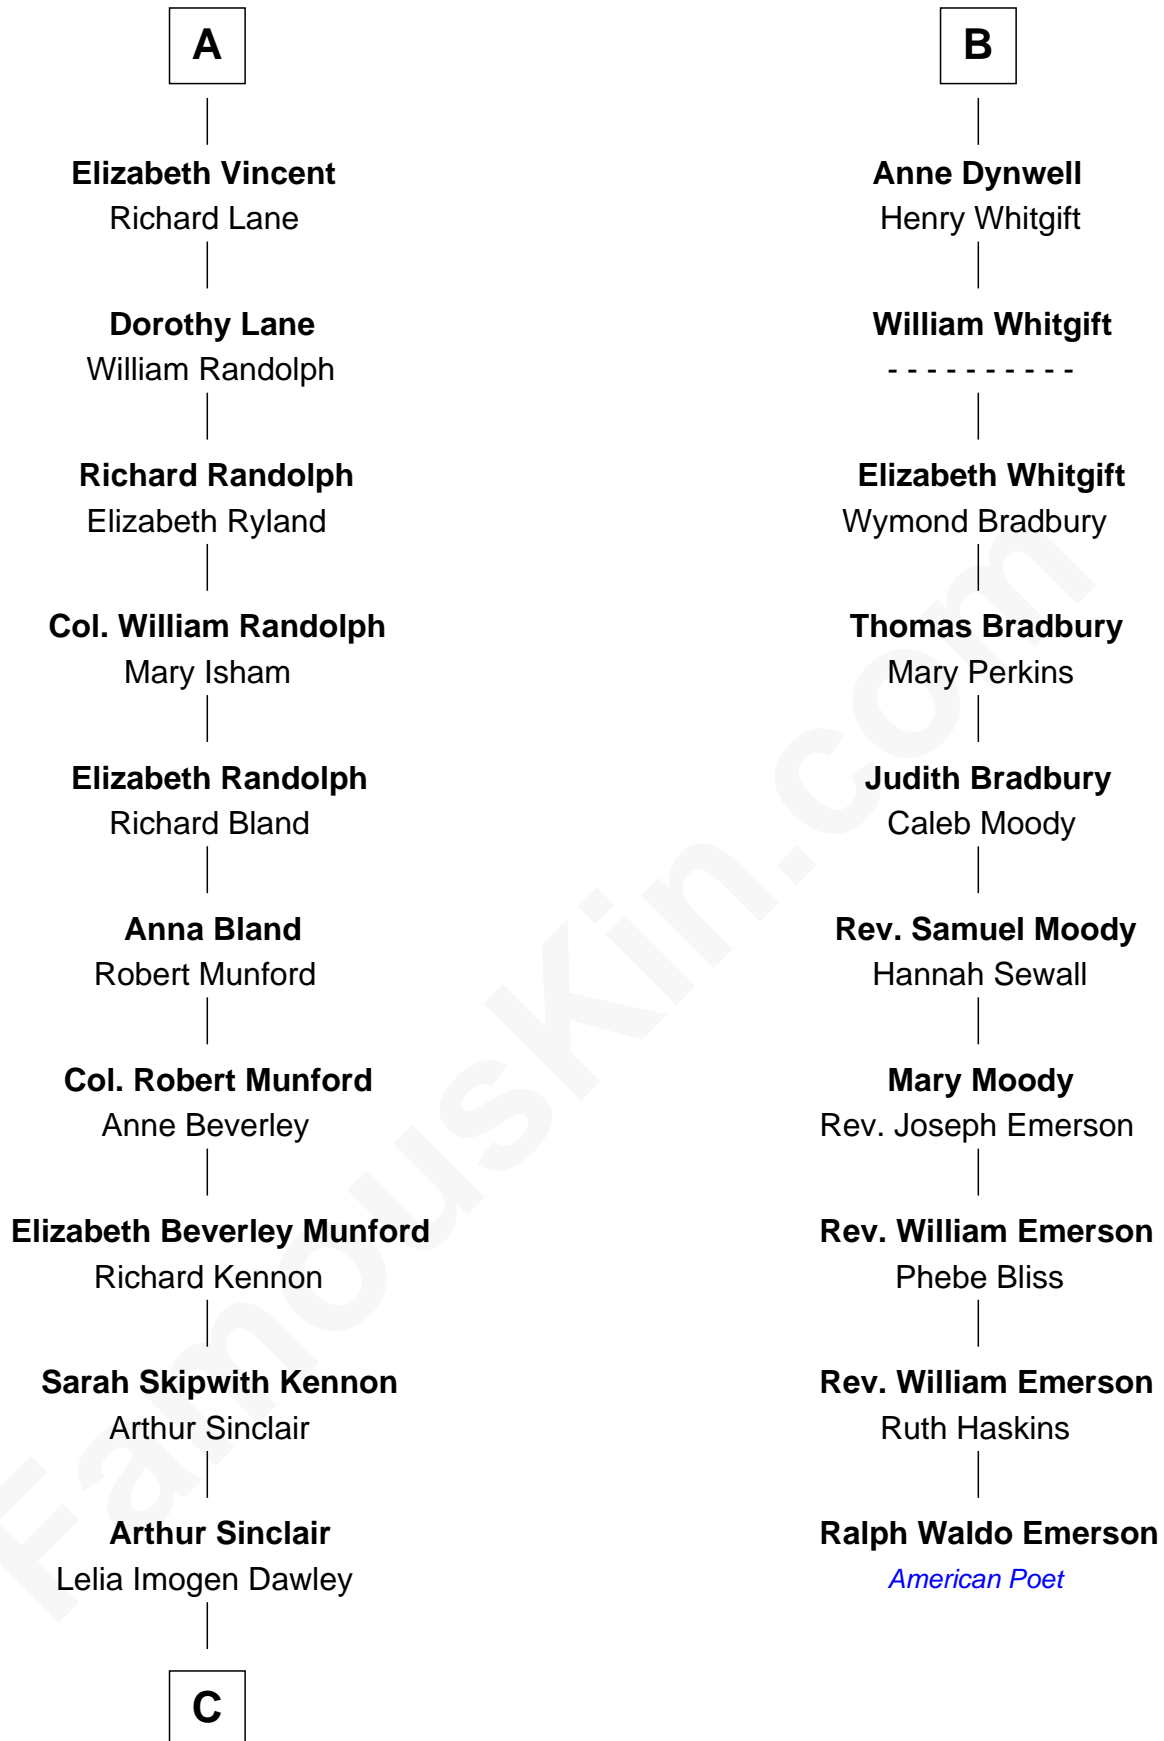 A
Elizabeth Vincent
Richard Lane
Dorothy Lane
William Randolph
Richard Randolph
Elizabeth Ryland
Col. William Randolph
Mary Isham
Elizabeth Randolph
Richard Bland
Anna Bland
Robert Munford
Col. Robert Munford
Anne Beverley
Elizabeth Beverley Munford
Richard Kennon
Sarah Skipwith Kennon
Arthur Sinclair
Arthur Sinclair
Lelia Imogen Dawley
C
B
Anne Dynwell
Henry Whitgift
William Whitgift
- - - - - - - - - -
Elizabeth Whitgift
Wymond Bradbury
Thomas Bradbury
Mary Perkins
Judith Bradbury
Caleb Moody
Rev. Samuel Moody
Hannah Sewall
Mary Moody
Rev. Joseph Emerson
Rev. William Emerson
Phebe Bliss
Rev. William Emerson
Ruth Haskins
Ralph Waldo Emerson
American Poet
FamousKin.com